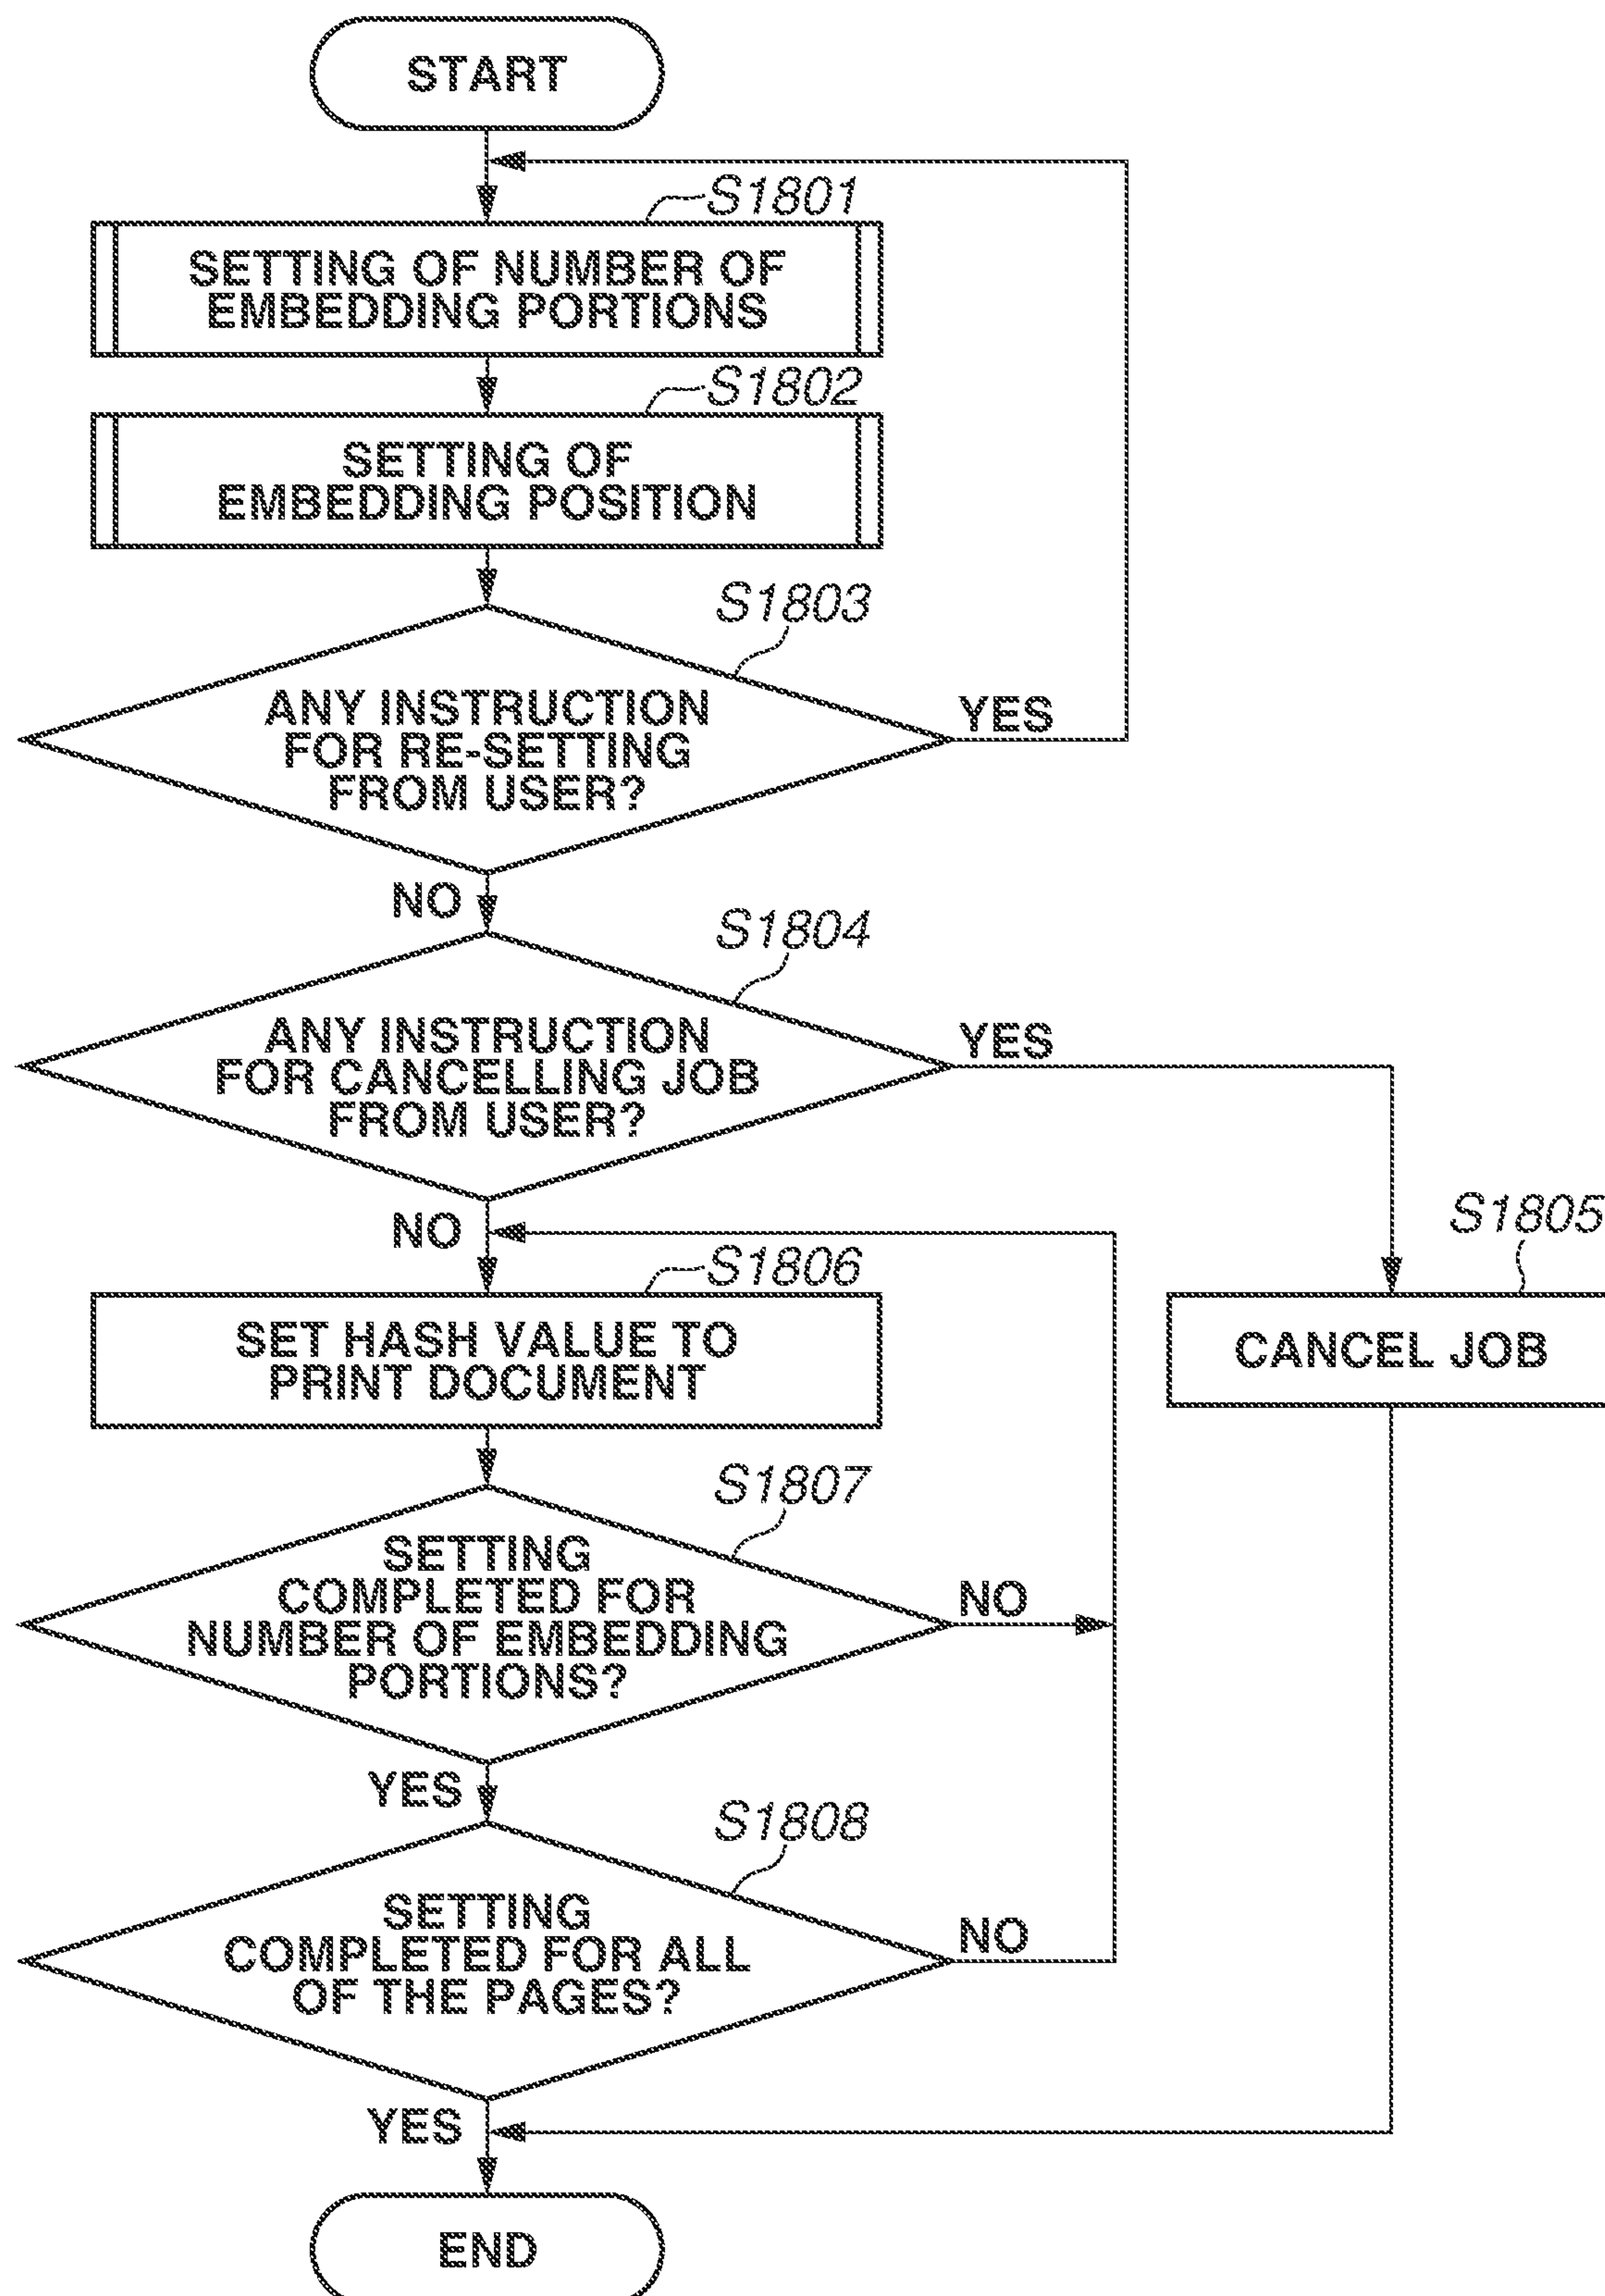 START
S1801
SETTING OF NUMBER OF
EMBEDDING PORTIONS
S1802
SETTING OF
EMBEDDING POSITION
S1803
ANY INSTRUCTION
FOR RE-SETTING
FROM USER?
YES
NO
S1804
ANY INSTRUCTION
FOR CANCELLING JOB
FROM USER?
YES
NO
S1805
CANCEL JOB
S1806
SET HASH VALUE TO
PRINT DOCUMENT
S1807
SETTING
COMPLETED FOR
NUMBER OF EMBEDDING
PORTIONS?
NO
YES
S1808
SETTING
COMPLETED FOR ALL
OF THE PAGES?
NO
YES
END